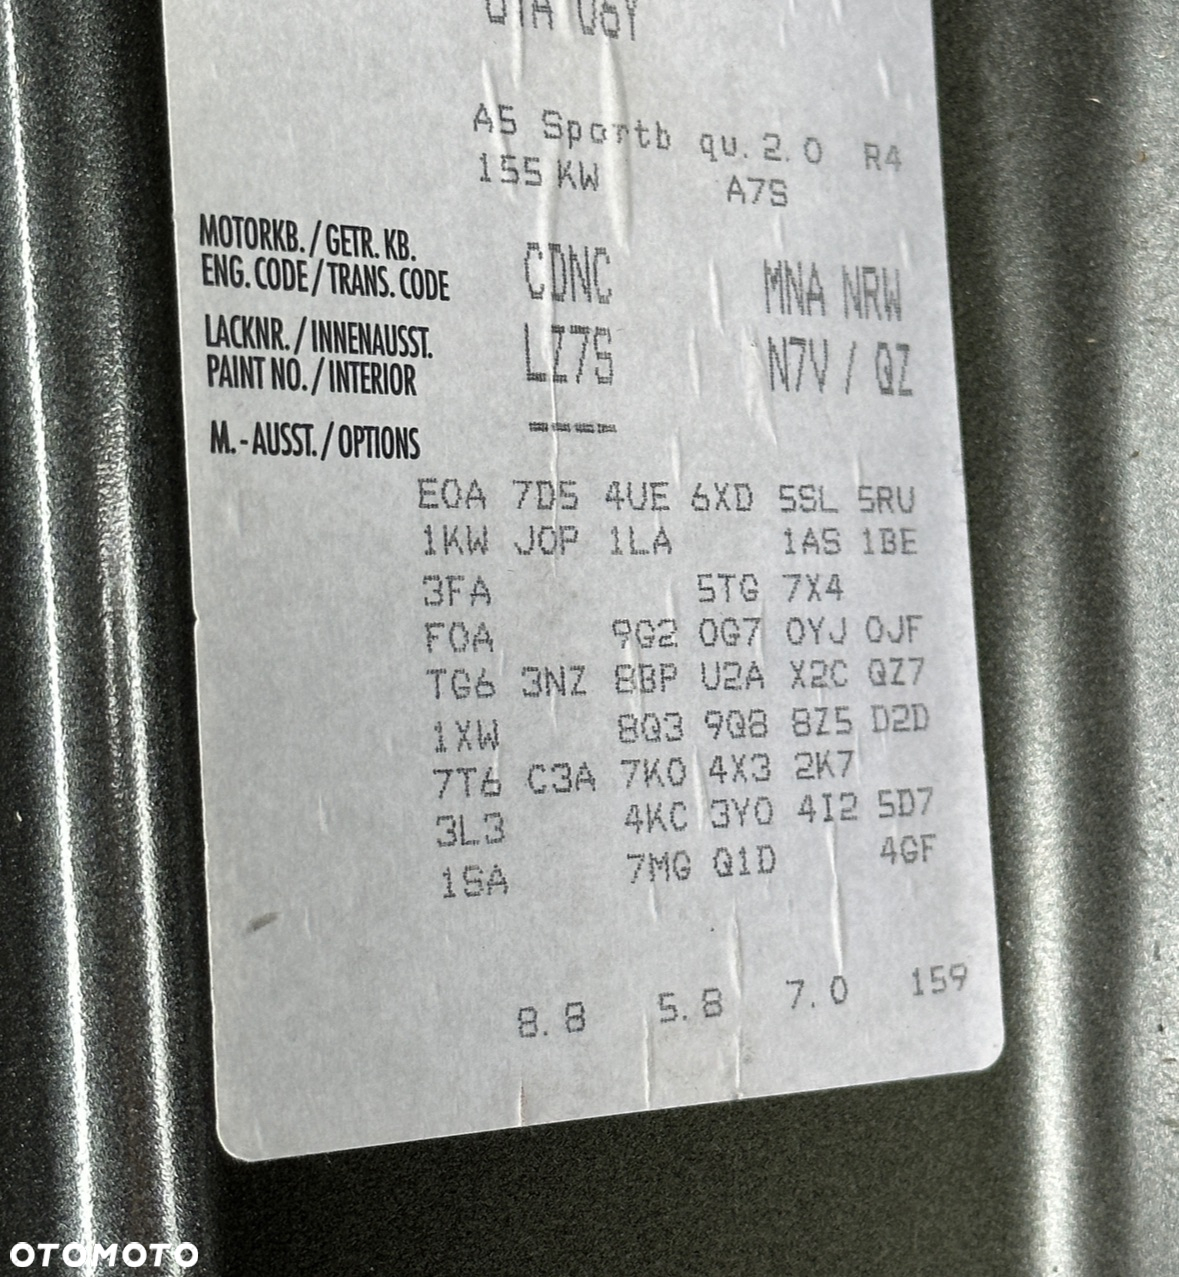 A5 Sportb qu. 2.0 R4
155 KW A7S
MOTORKB. / GETR. KB.
ENG. CODE / TRANS. CODE CDNC MNA NRW
LACKNR. / INNENAUSST.
PAINT NO. / INTERIOR LZ7S N7V / QZ
M. - AUSST. / OPTIONS ----
E0A 7D5 4UE 6XD 5SL 5RU
1KW J0P 1LA 1AS 1BE
3FA 5TG 7X4
F0A 9G2 0G7 0YJ 0JF
TG6 3NZ 8BP U2A X2C QZ7
1XW 8Q3 9Q8 8Z5 D2D
7T6 C3A 7K0 4X3 2K7
3L3 4KC 3Y0 4I2 5D7
1SA 7MG Q1D 4GF
8.8 5.8 7.0 159
OTOMOTO